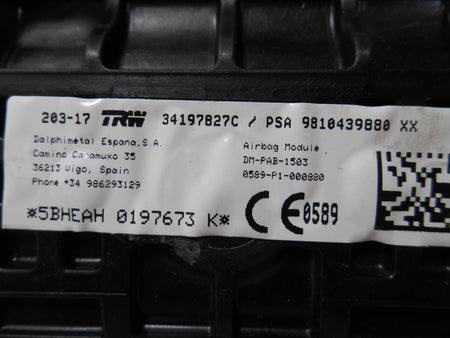 203-17 TRW 34197827C / PSA 9810439880 XX
Dalphimetal Espana,S.A.
Camino Caramuxo 35
36213 Vigo, Spain
Phone +34 986293129
Airbag Module
DM-PAB-1503
0589-P1-000880
*5BHEAH 0197673 K* CE 0589